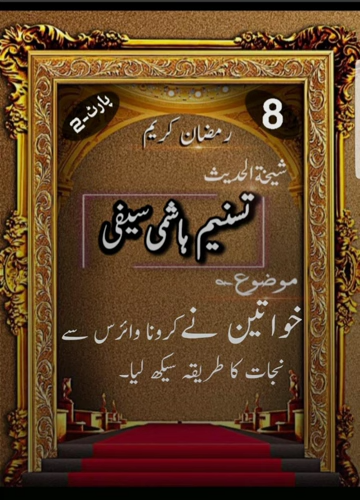 پارٹ-2
8
رمضان کریم
شیخۃ الحدیث
تسنیم ہاشمی سیفی
موضوع
خواتین نے کرونا وائرس سے
نجات کا طریقہ سیکھ لیا۔